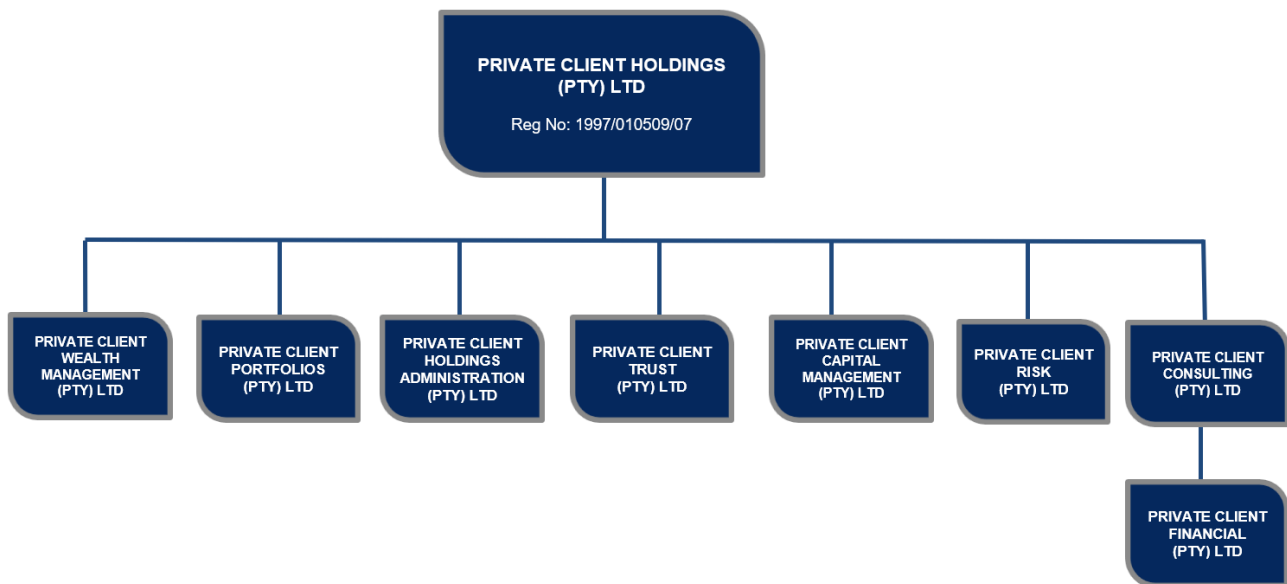 PRIVATE CLIENT HOLDINGS
(PTY) LTD
Reg No: 1997/010509/07
PRIVATE CLIENT
WEALTH
MANAGEMENT
(PTY) LTD
PRIVATE CLIENT
PORTFOLIOS
(PTY) LTD
PRIVATE CLIENT
HOLDINGS
ADMINISTRATION
(PTY) LTD
PRIVATE CLIENT
TRUST
(PTY) LTD
PRIVATE CLIENT
CAPITAL
MANAGEMENT
(PTY) LTD
PRIVATE CLIENT
RISK
(PTY) LTD
PRIVATE CLIENT
CONSULTING
(PTY) LTD
PRIVATE CLIENT
FINANCIAL
(PTY) LTD